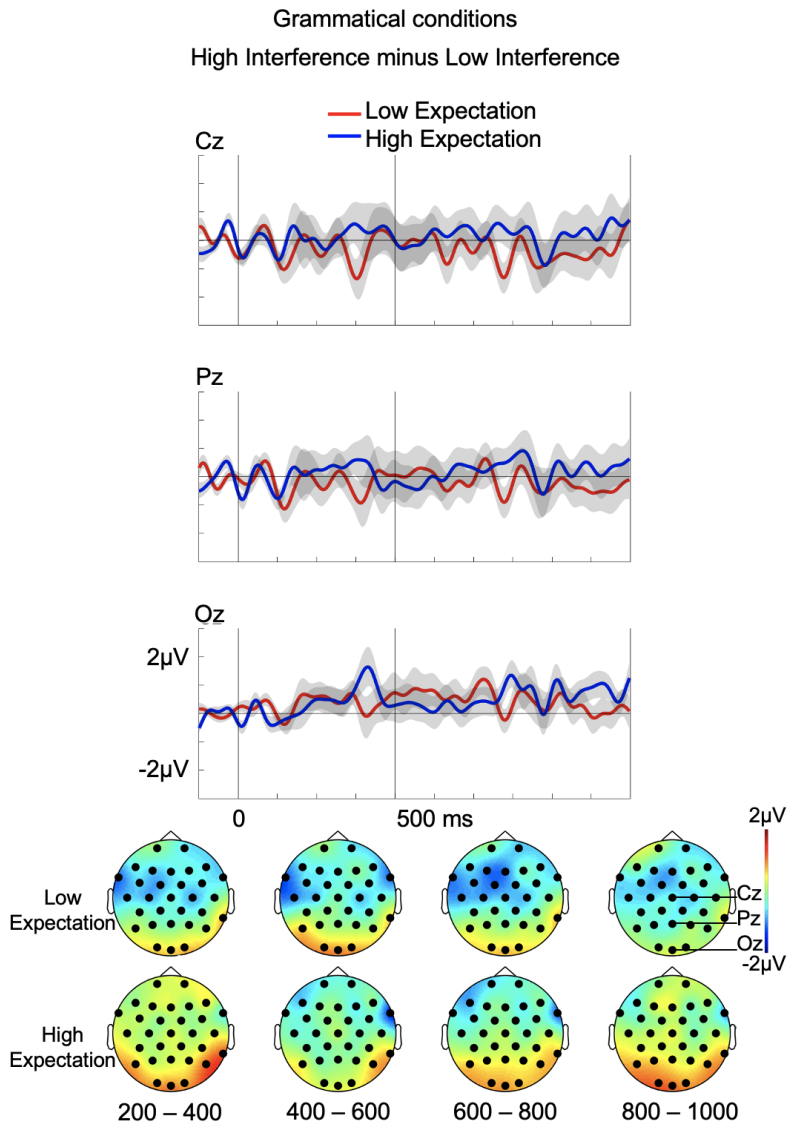 Grammatical conditions
High Interference minus Low Interference
Low Expectation
High Expectation
Cz
Pz
Oz
2µV
-2µV
0
500 ms
2µV
Low
Expectation
Cz
Pz
Oz
-2µV
High
Expectation
200 – 400
400 – 600
600 – 800
800 – 1000